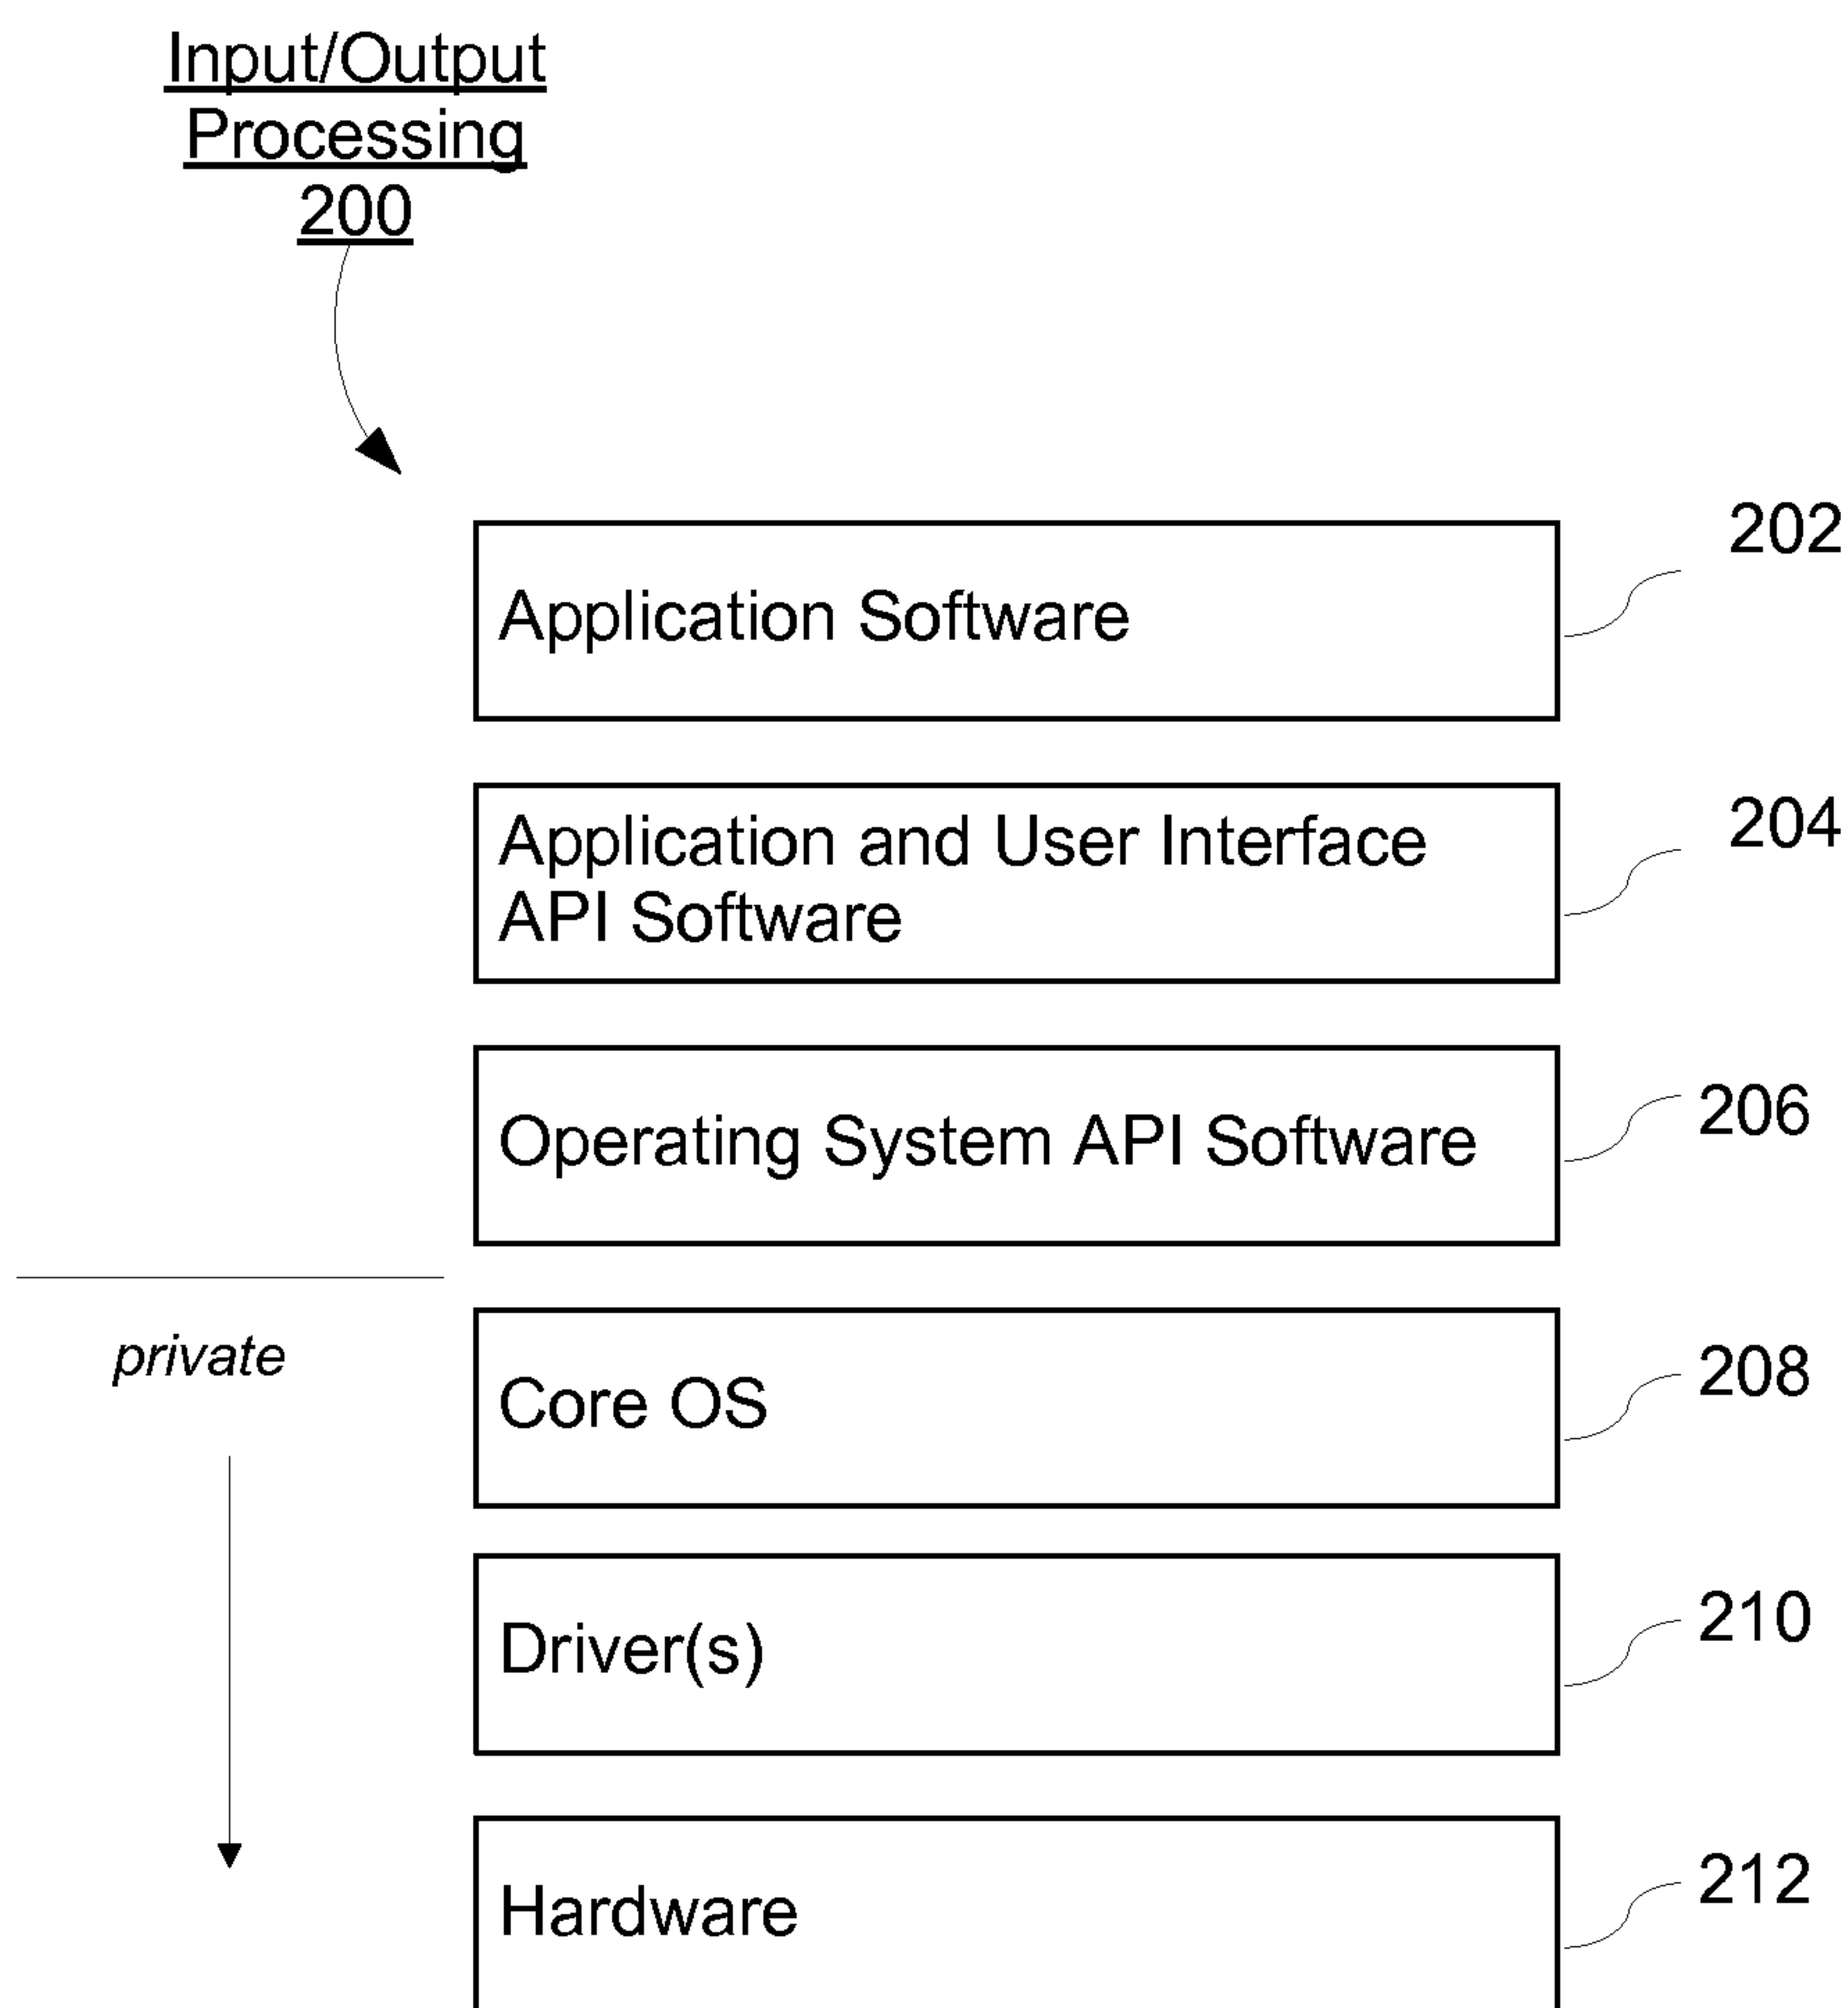 Input/Output
Processing
200
202
Application Software
204
Application and User Interface
API Software
206
Operating System API Software
private
208
Core OS
210
Driver(s)
212
Hardware